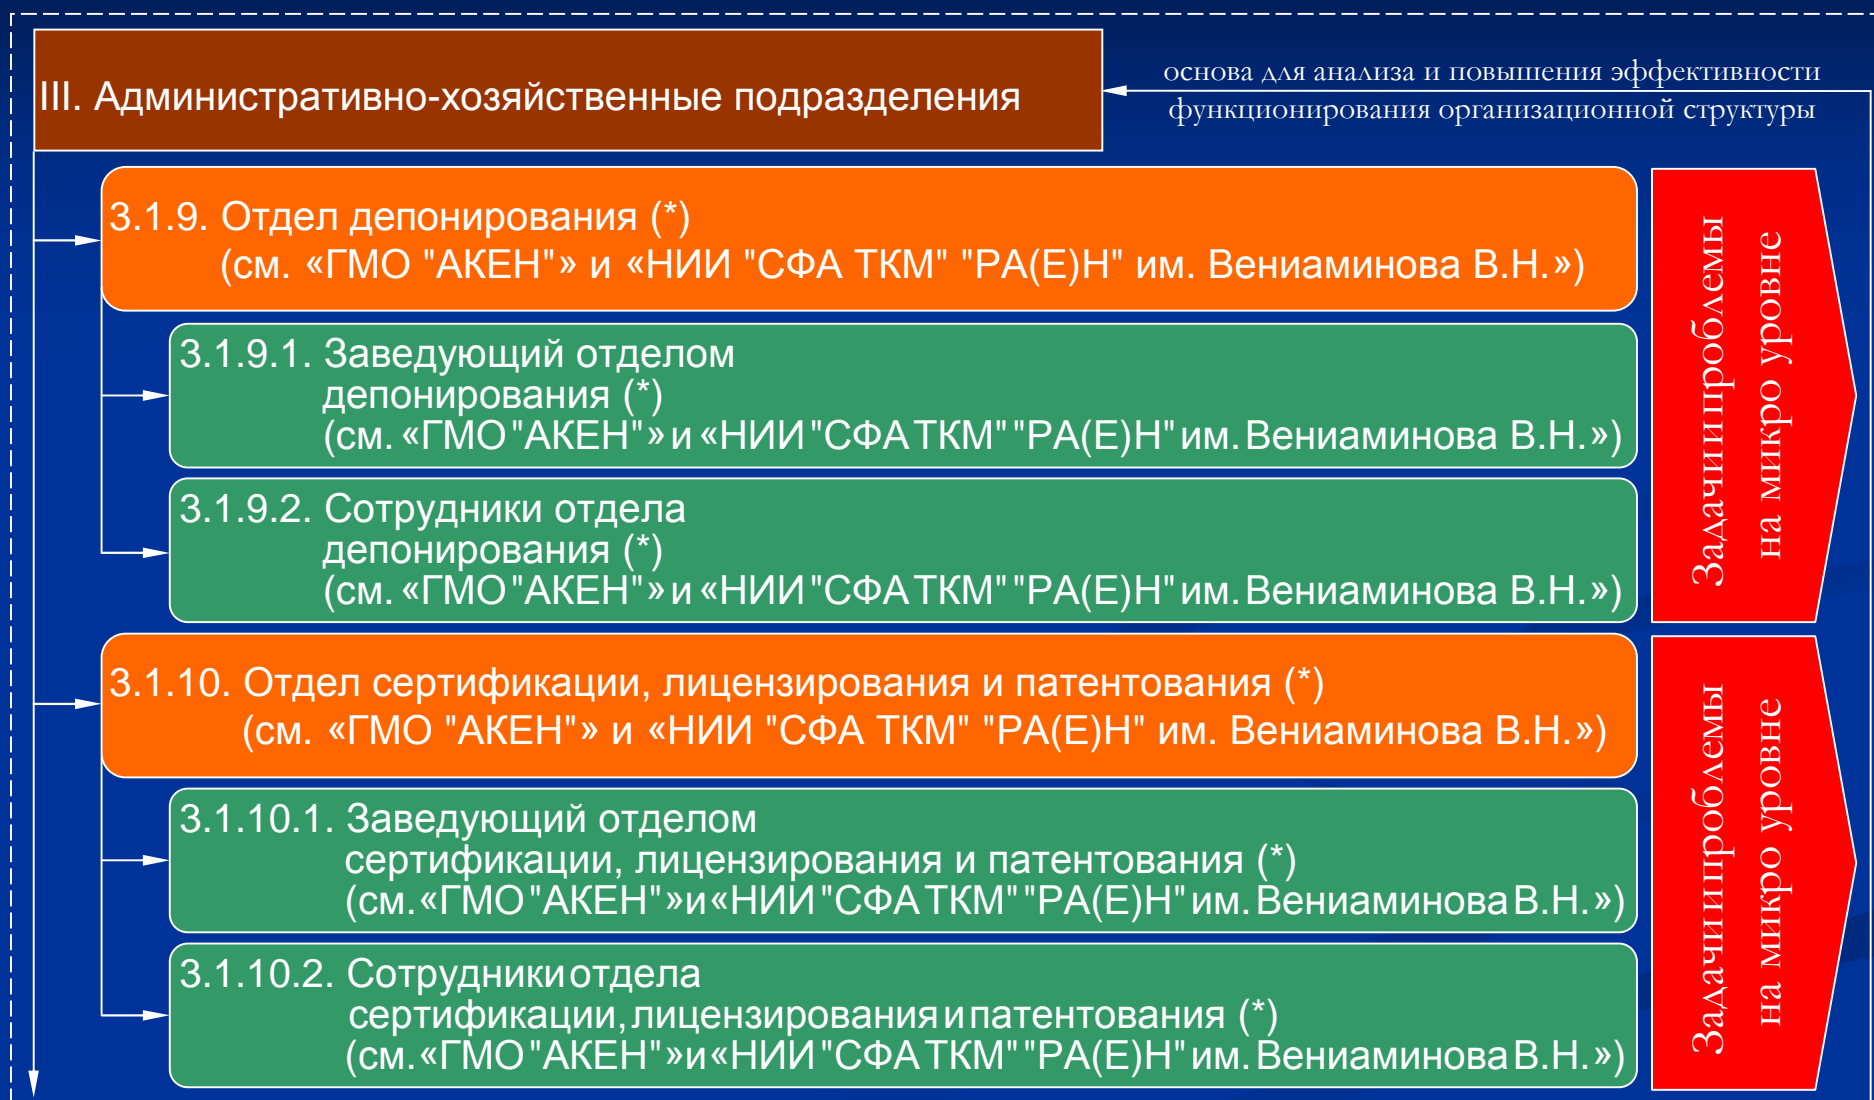 III. Административно-хозяйственные подразделения
основа для анализа и повышения эффективности
функционирования организационной структуры
3.1.9. Отдел депонирования (*)
(см. «ГМО "АКЕН"» и «НИИ "СФА ТКМ" "РА(Е)Н" им. Вениаминова В.Н.»)
3.1.9.1. Заведующий отделом
депонирования (*)
(см. «ГМО "АКЕН"» и «НИИ "СФА ТКМ" "РА(Е)Н" им. Вениаминова В.Н.»)
3.1.9.2. Сотрудники отдела
депонирования (*)
(см. «ГМО "АКЕН"» и «НИИ "СФА ТКМ" "РА(Е)Н" им. Вениаминова В.Н.»)
Задачи и проблемы
на микро уровне
3.1.10. Отдел сертификации, лицензирования и патентования (*)
(см. «ГМО "АКЕН"» и «НИИ "СФА ТКМ" "РА(Е)Н" им. Вениаминова В.Н.»)
3.1.10.1. Заведующий отделом
сертификации, лицензирования и патентования (*)
(см. «ГМО "АКЕН"» и «НИИ "СФА ТКМ" "РА(Е)Н" им. Вениаминова В.Н.»)
3.1.10.2. Сотрудники отдела
сертификации, лицензирования и патентования (*)
(см. «ГМО "АКЕН"» и «НИИ "СФА ТКМ" "РА(Е)Н" им. Вениаминова В.Н.»)
Задачи и проблемы
на микро уровне